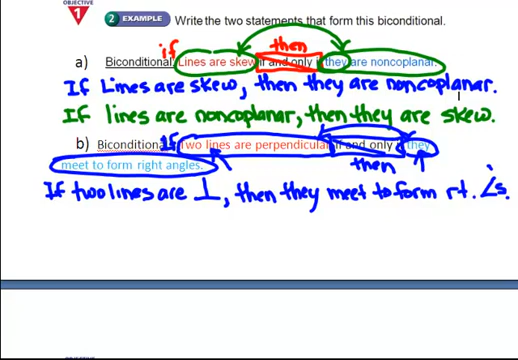 OBJECTIVE
1
2 EXAMPLE Write the two statements that form this biconditional.
if then
a) Biconditional: Lines are skew if and only if they are noncoplanar.
If Lines are skew, then they are noncoplanar.
If lines are noncoplanar, then they are skew.
b) Biconditional: If Two lines are perpendicular if and only if they
meet to form right angles. then
If two lines are ⊥, then they meet to form rt. ∠s.